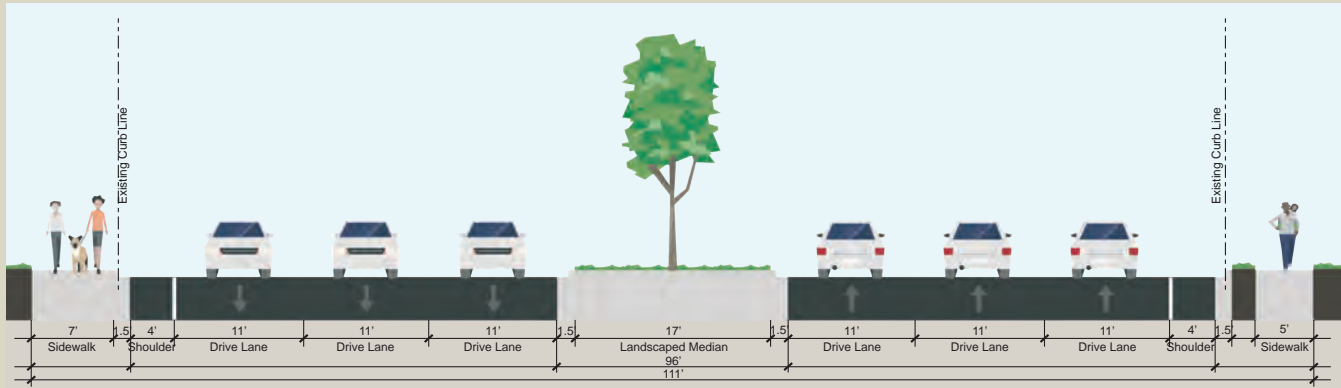 Existing Curb Line
Existing Curb Line
7' 1.5' 4' 11' 11' 11' 1.5' 17' 1.5' 11' 11' 11' 4' 1.5' 5'
Sidewalk Shoulder Drive Lane Drive Lane Drive Lane Landscaped Median Drive Lane Drive Lane Drive Lane Shoulder Sidewalk
96'
111'